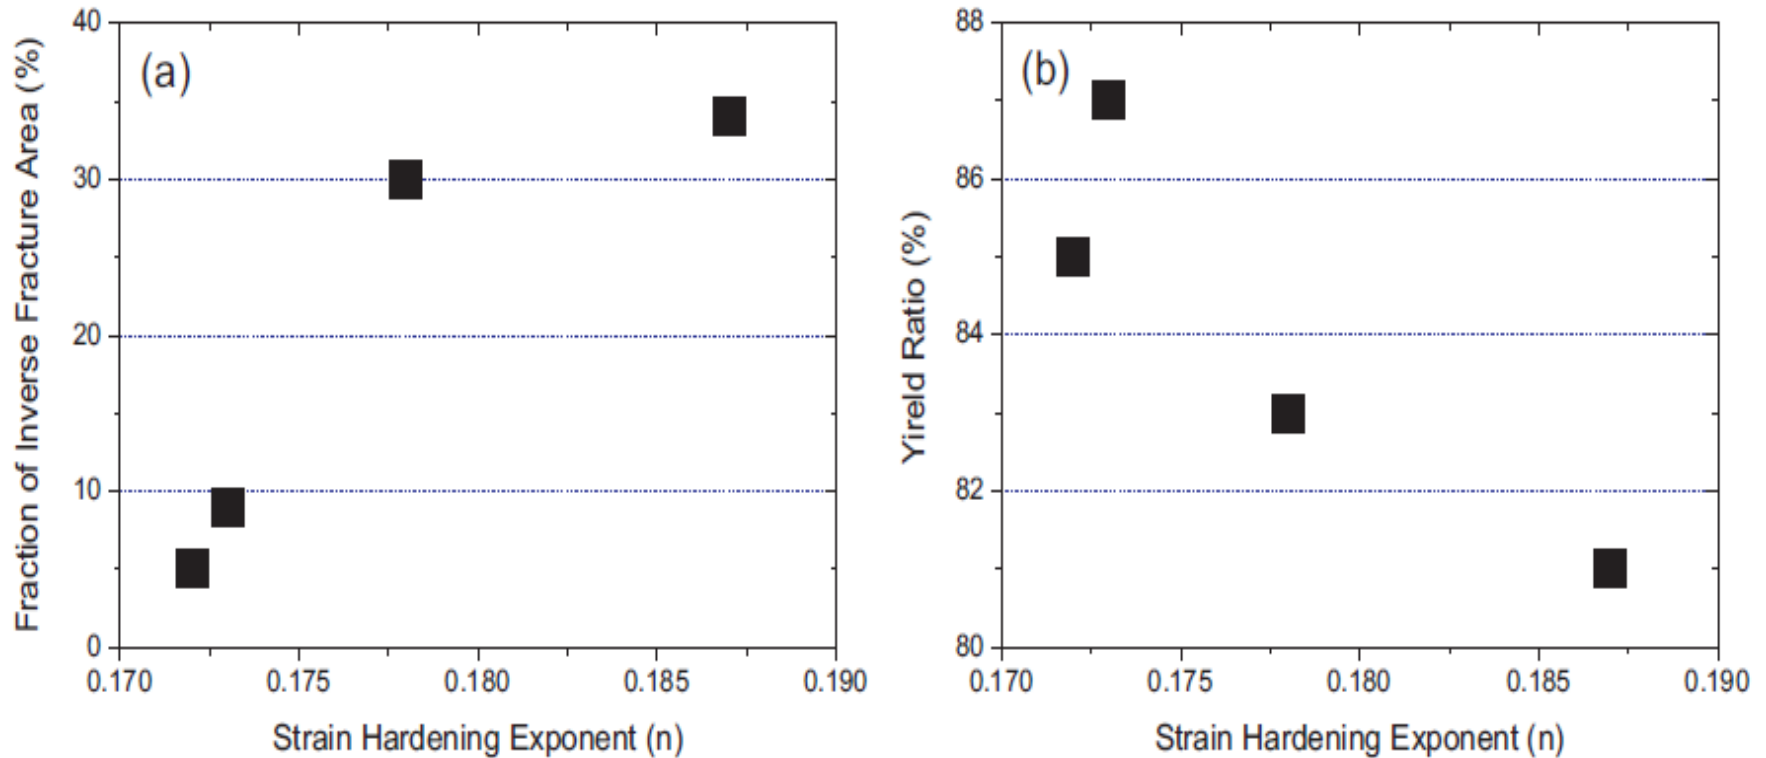 (a)
Fraction of Inverse Fracture Area (%)
40
30
20
10
0
0.170 0.175 0.180 0.185 0.190
Strain Hardening Exponent (n)
(b)
Yireld Ratio (%)
88
86
84
82
80
0.170 0.175 0.180 0.185 0.190
Strain Hardening Exponent (n)